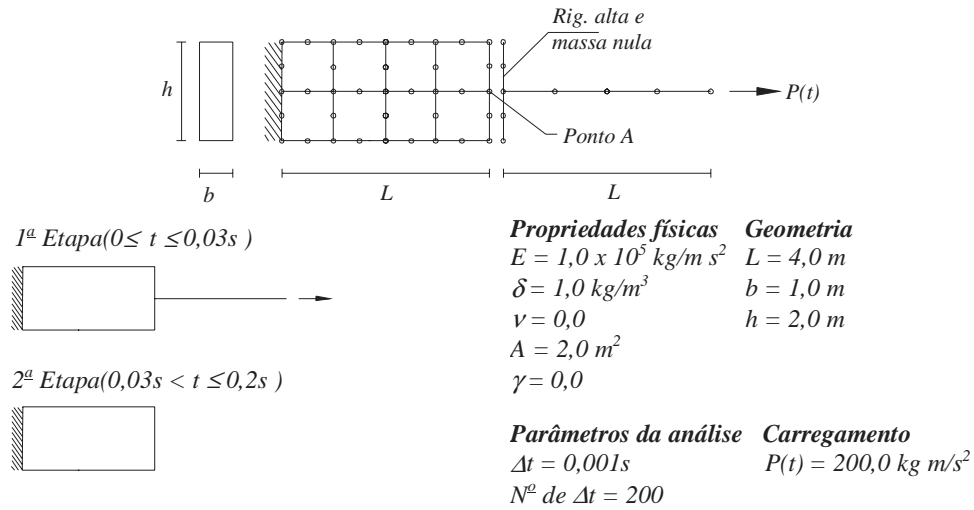 Rig. alta e
massa nula
h
P(t)
Ponto A
b
L
L
1ª Etapa(0≤ t ≤0,03s )
2ª Etapa(0,03s < t ≤0,2s )
Propriedades físicas
E = 1,0 x 10⁵ kg/m s²
δ = 1,0 kg/m³
ν = 0,0
A = 2,0 m²
γ = 0,0
Geometria
L = 4,0 m
b = 1,0 m
h = 2,0 m
Parâmetros da análise
Δt = 0,001s
Nº de Δt = 200
Carregamento
P(t) = 200,0 kg m/s²